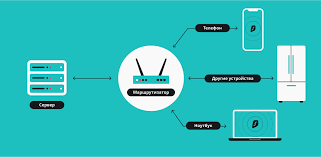 Телефон
Другие устройства
Маршрутизатор
Сервер
Ноутбук